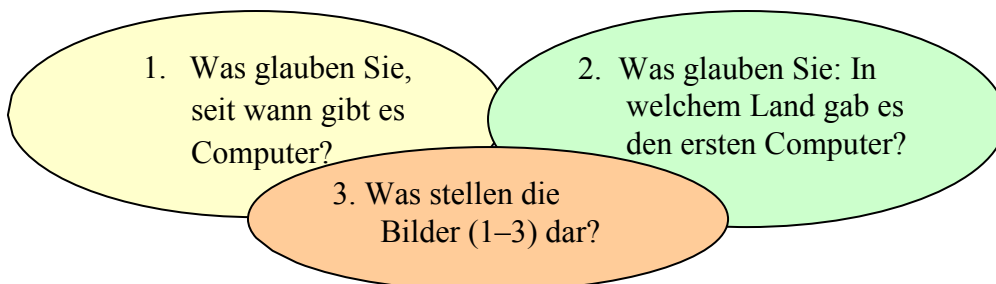 1. Was glauben Sie,
seit wann gibt es
Computer?
2. Was glauben Sie: In
welchem Land gab es
den ersten Computer?
3. Was stellen die
Bilder (1–3) dar?